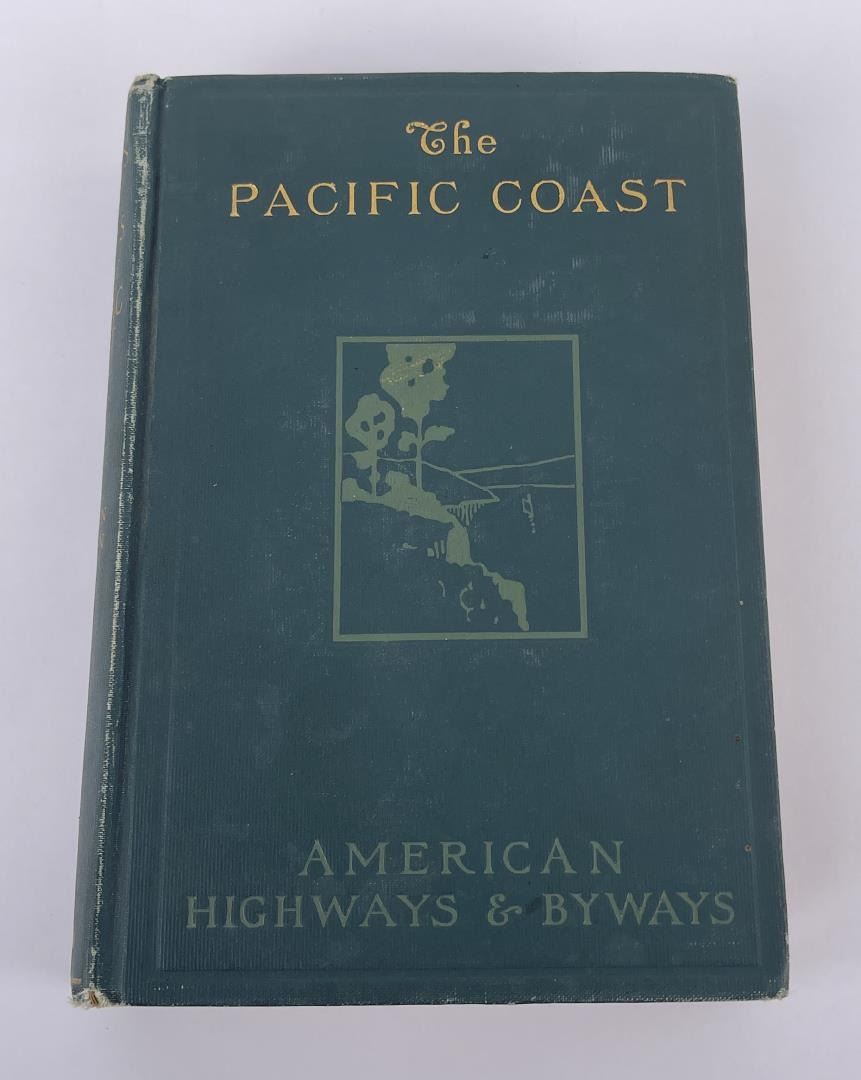 The
PACIFIC COAST
AMERICAN
HIGHWAYS & BYWAYS